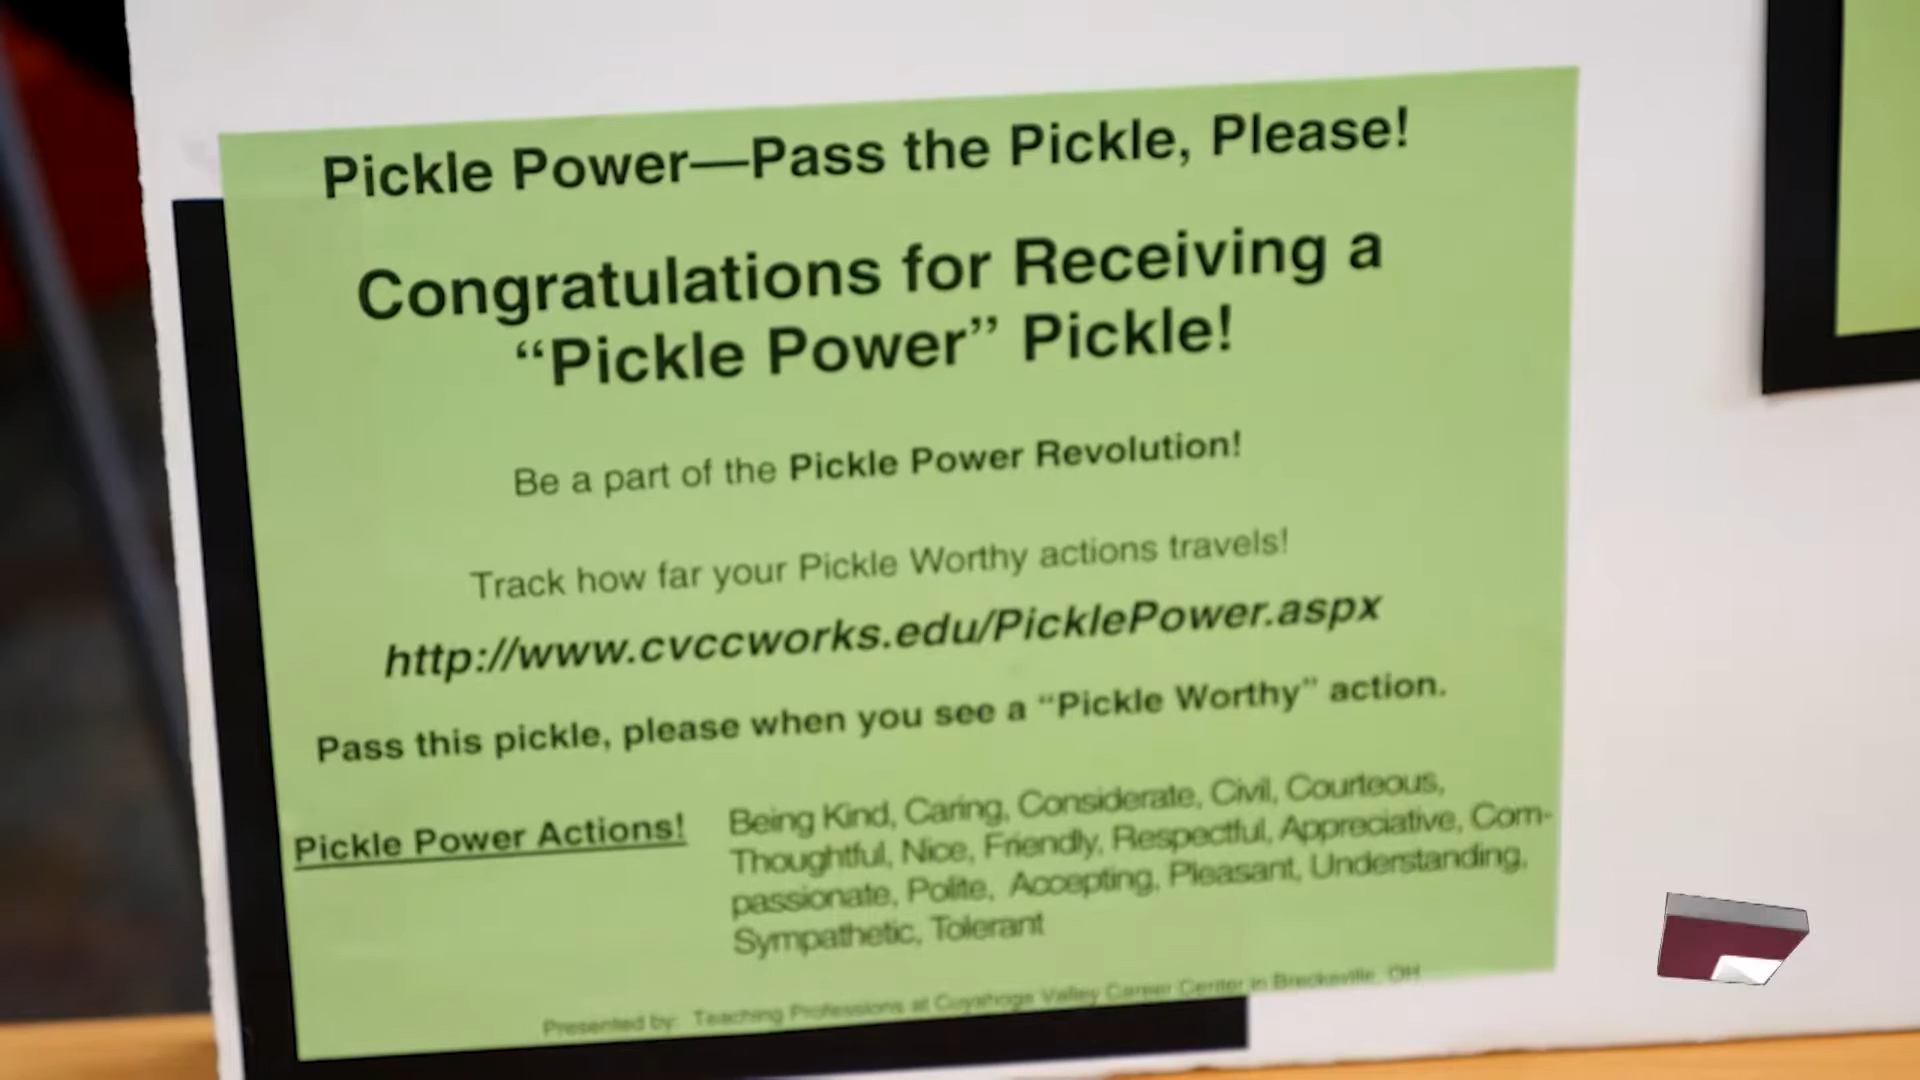 Pickle Power—Pass the Pickle, Please!
Congratulations for Receiving a
“Pickle Power” Pickle!
Be a part of the Pickle Power Revolution!
Track how far your Pickle Worthy actions travels!
http://www.cvccworks.edu/PicklePower.aspx
Pass this pickle, please when you see a “Pickle Worthy” action.
Pickle Power Actions!
Being Kind, Caring, Considerate, Civil, Courteous,
Thoughtful, Nice, Friendly, Respectful, Appreciative, Com-
passionate, Polite, Accepting, Pleasant, Understanding,
Sympathetic, Tolerant
Presented by: Teaching Professions at Cuyahoga Valley Career Center in Breckeville, OH